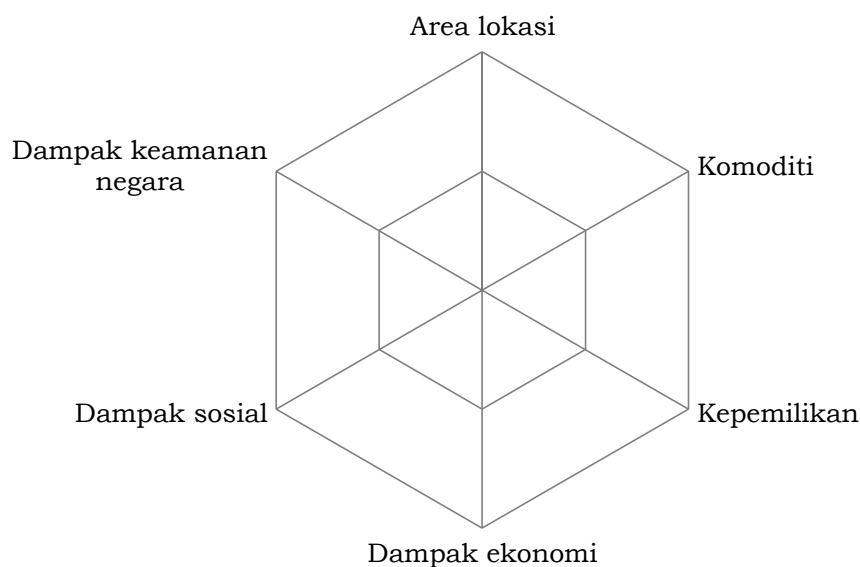 Area lokasi
Dampak keamanan
negara
Komoditi
Dampak sosial
Kepemilikan
Dampak ekonomi